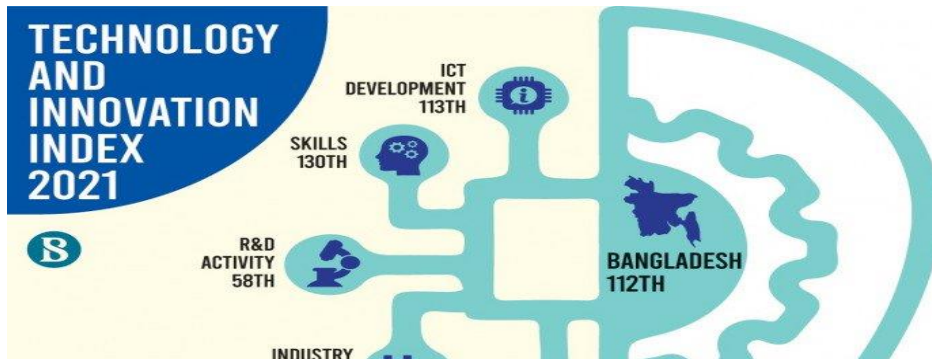 TECHNOLOGY
AND
INNOVATION
INDEX
2021
ICT
DEVELOPMENT
113TH
SKILLS
130TH
R&D
ACTIVITY
58TH
BANGLADESH
112TH
INDUSTRY